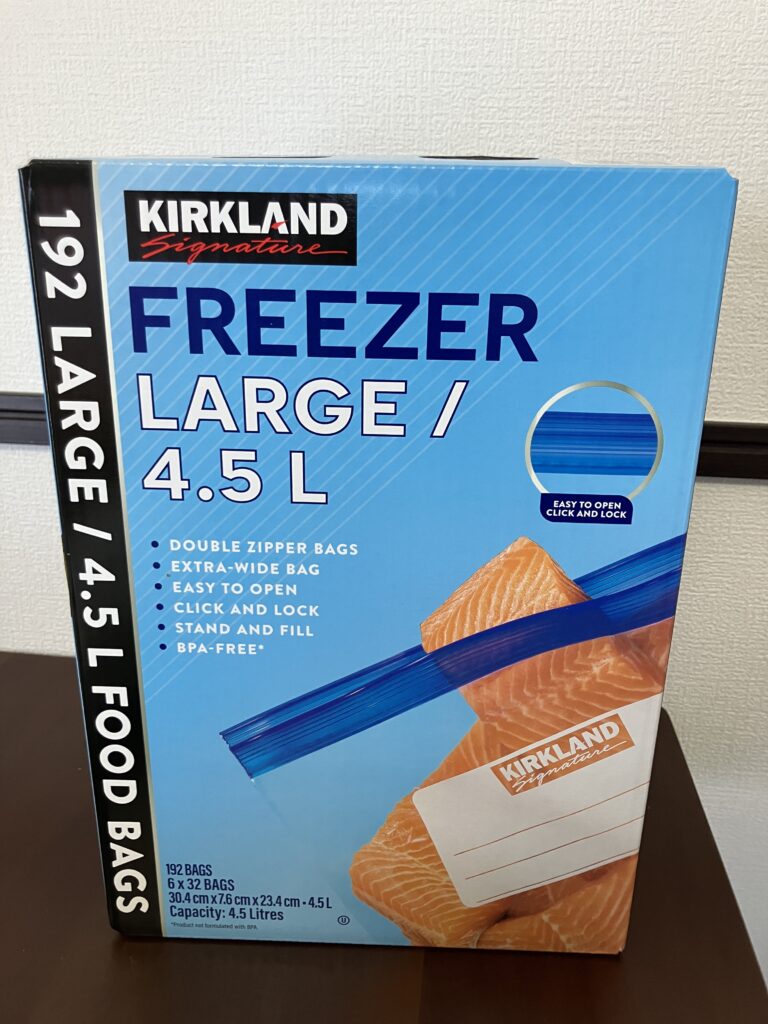 192 LARGE / 4.5 L FOOD BAGS
KIRKLAND
Signature
FREEZER
LARGE /
4.5 L
EASY TO OPEN
CLICK AND LOCK
• DOUBLE ZIPPER BAGS
• EXTRA-WIDE BAG
• EASY TO OPEN
• CLICK AND LOCK
• STAND AND FILL
• BPA-FREE*
KIRKLAND
Signature
192 BAGS
6 x 32 BAGS
30.4 cm x 7.6 cm x 23.4 cm • 4.5 L
Capacity: 4.5 Litres
*Product not formulated with BPA
U